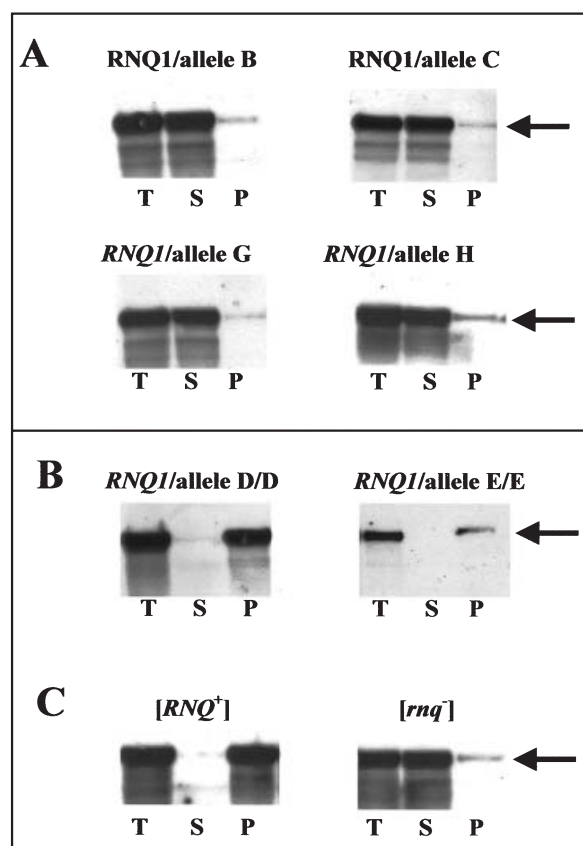 A
RNQ1/allele B RNQ1/allele C
T S P T S P
RNQ1/allele G RNQ1/allele H
T S P T S P
B
RNQ1/allele D/D RNQ1/allele E/E
T S P T S P
C
[RNQ⁺] [rnq⁻]
T S P T S P